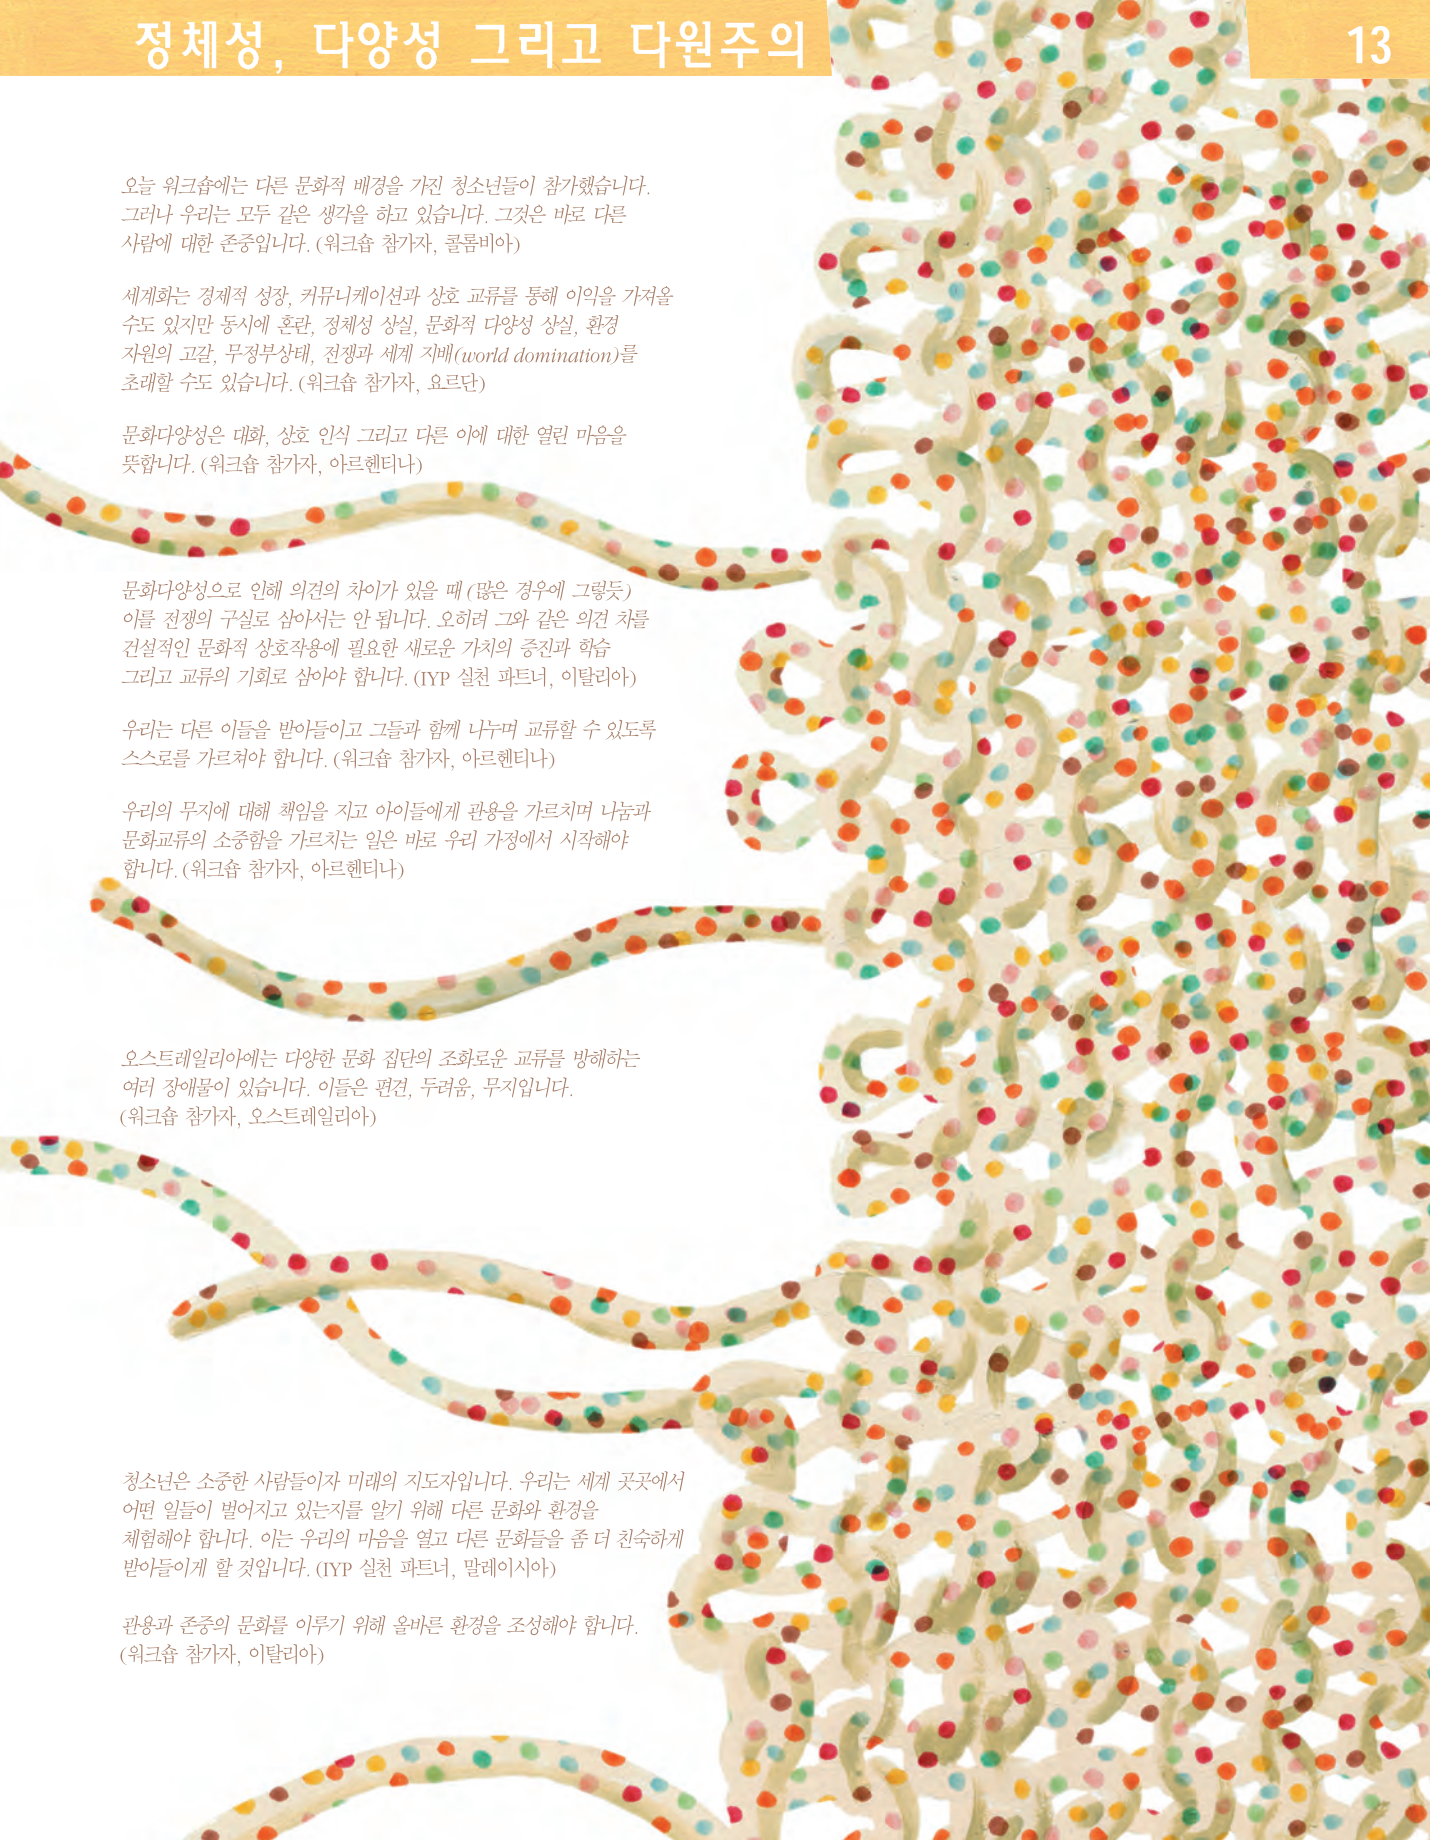 정체성, 다양성 그리고 다원주의
13
오늘 워크숍에는 다른 문화적 배경을 가진 청소년들이 참가했습니다.
그러나 우리는 모두 같은 생각을 하고 있습니다. 그것은 바로 다른
사람에 대한 존중입니다. (워크숍 참가자, 콜롬비아)
세계화는 경제적 성장, 커뮤니케이션과 상호 교류를 통해 이익을 가져올
수도 있지만 동시에 혼란, 정체성 상실, 문화적 다양성 상실, 환경
자원의 고갈, 무정부상태, 전쟁과 세계 지배(world domination)를
초래할 수도 있습니다. (워크숍 참가자, 요르단)
문화다양성은 대화, 상호 인식 그리고 다른 이에 대한 열린 마음을
뜻합니다. (워크숍 참가자, 아르헨티나)
문화다양성으로 인해 의견의 차이가 있을 때 (많은 경우에 그렇듯)
이를 전쟁의 구실로 삼아서는 안 됩니다. 오히려 그와 같은 의견 차를
건설적인 문화적 상호작용에 필요한 새로운 가치의 증진과 학습
그리고 교류의 기회로 삼아야 합니다. (IYP 실천 파트너, 이탈리아)
우리는 다른 이들을 받아들이고 그들과 함께 나누며 교류할 수 있도록
스스로를 가르쳐야 합니다. (워크숍 참가자, 아르헨티나)
우리의 무지에 대해 책임을 지고 아이들에게 관용을 가르치며 나눔과
문화교류의 소중함을 가르치는 일은 바로 우리 가정에서 시작해야
합니다. (워크숍 참가자, 아르헨티나)
오스트레일리아에는 다양한 문화 집단의 조화로운 교류를 방해하는
여러 장애물이 있습니다. 이들은 편견, 두려움, 무지입니다.
(워크숍 참가자, 오스트레일리아)
청소년은 소중한 사람들이자 미래의 지도자입니다. 우리는 세계 곳곳에서
어떤 일들이 벌어지고 있는지를 알기 위해 다른 문화와 환경을
체험해야 합니다. 이는 우리의 마음을 열고 다른 문화들을 좀 더 친숙하게
받아들이게 할 것입니다. (IYP 실천 파트너, 말레이시아)
관용과 존중의 문화를 이루기 위해 올바른 환경을 조성해야 합니다.
(워크숍 참가자, 이탈리아)